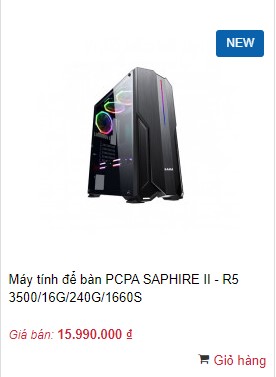 NEW
Máy tính để bàn PCPA SAPHIRE II - R5
3500/16G/240G/1660S
Giá bán: 15.990.000 ₫
Giỏ hàng